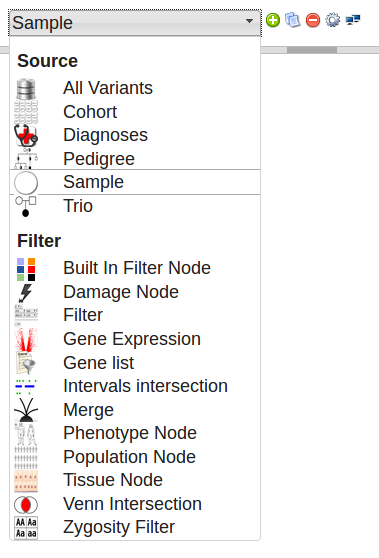 Sample
Source
All Variants
Cohort
Diagnoses
Pedigree
Sample
Trio
Filter
Built In Filter Node
Damage Node
Filter
Gene Expression
Gene list
Intervals intersection
Merge
Phenotype Node
Population Node
Tissue Node
Venn Intersection
AA Aa
Zygosity Filter
Aa aa